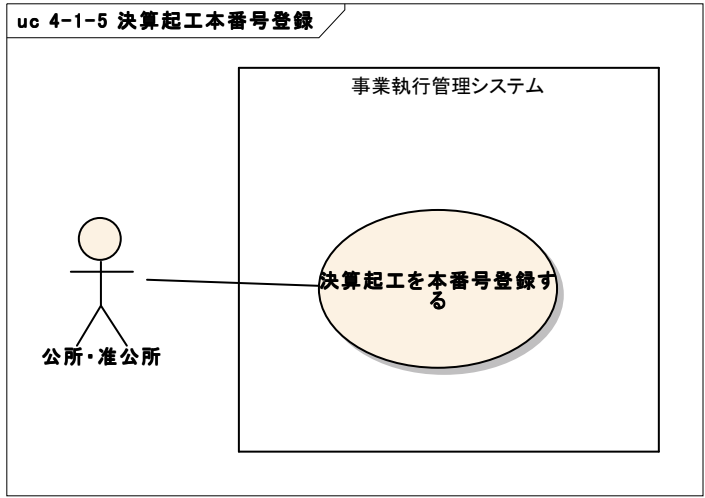 uc 4-1-5 決算起工本番号登録
事業執行管理システム
決算起工を本番号登録す
る
公所・准公所